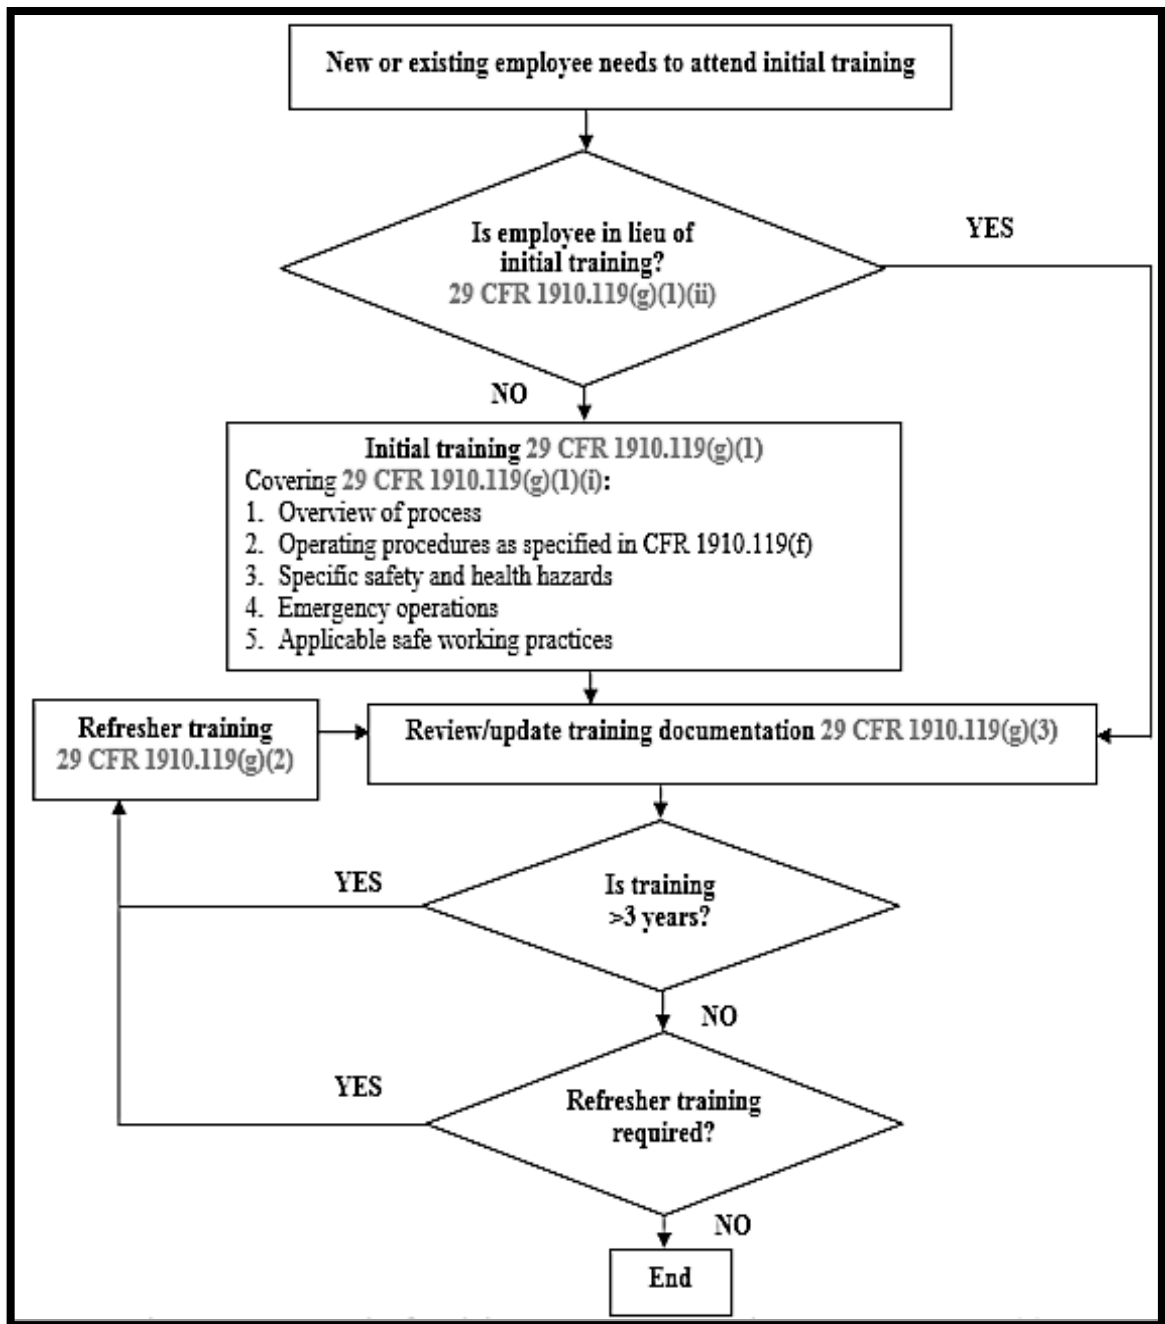 New or existing employee needs to attend initial training
Is employee in lieu of
initial training?
29 CFR 1910.119(g)(1)(ii)
YES
NO
Initial training 29 CFR 1910.119(g)(1)
Covering 29 CFR 1910.119(g)(1)(i):
1. Overview of process
2. Operating procedures as specified in CFR 1910.119(f)
3. Specific safety and health hazards
4. Emergency operations
5. Applicable safe working practices
Refresher training
29 CFR 1910.119(g)(2)
Review/update training documentation 29 CFR 1910.119(g)(3)
YES
Is training
>3 years?
NO
YES
Refresher training
required?
NO
End